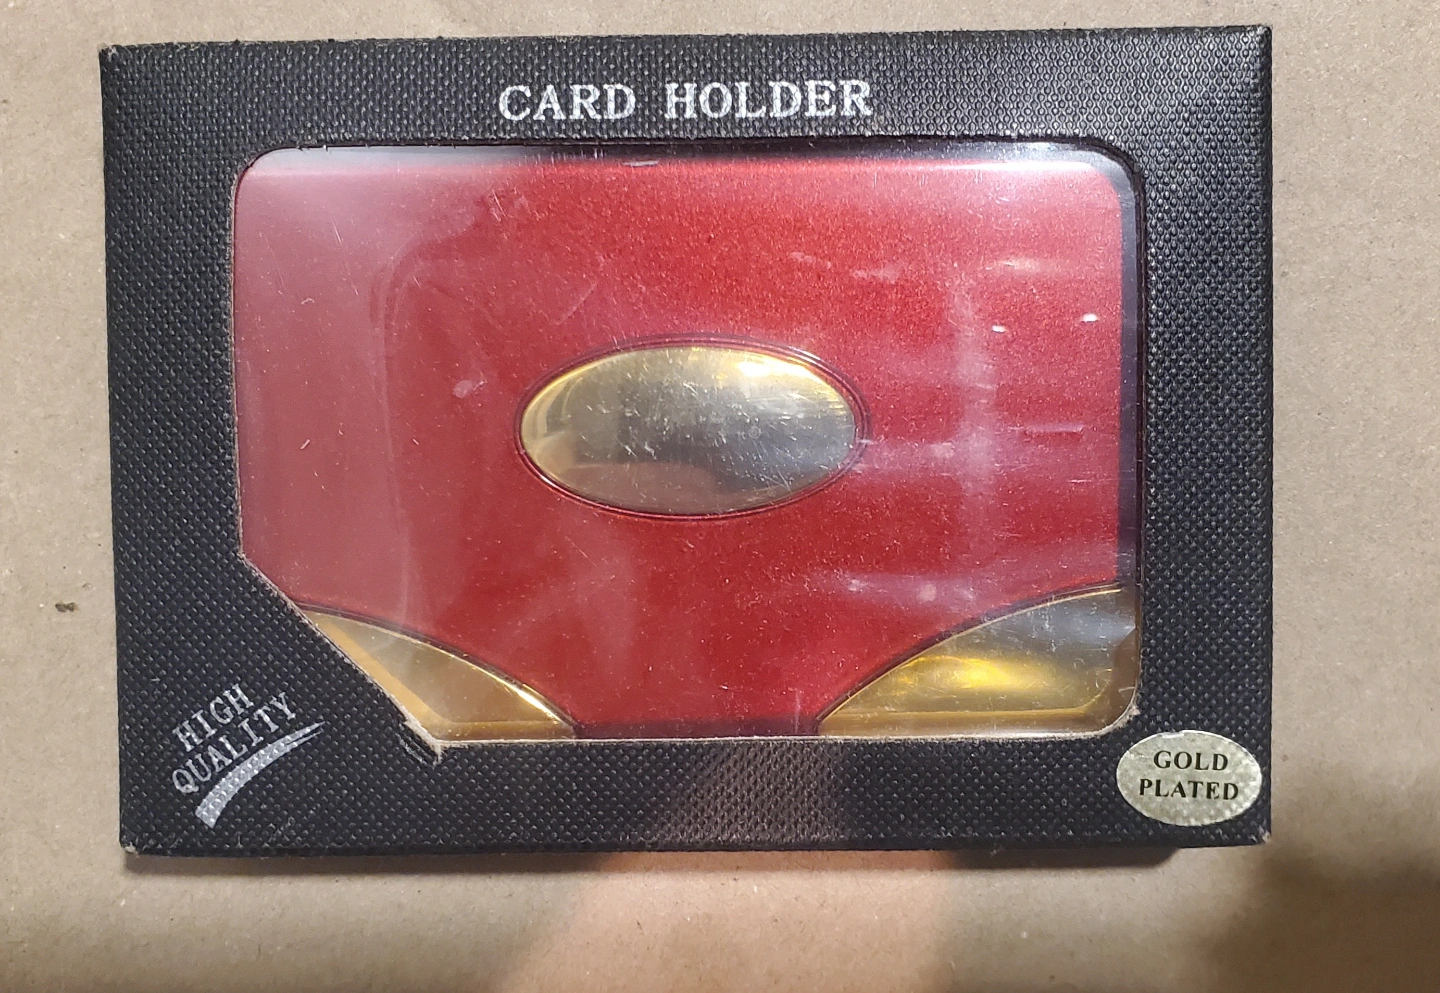 CARD HOLDER
HIGH
QUALITY
GOLD
PLATED